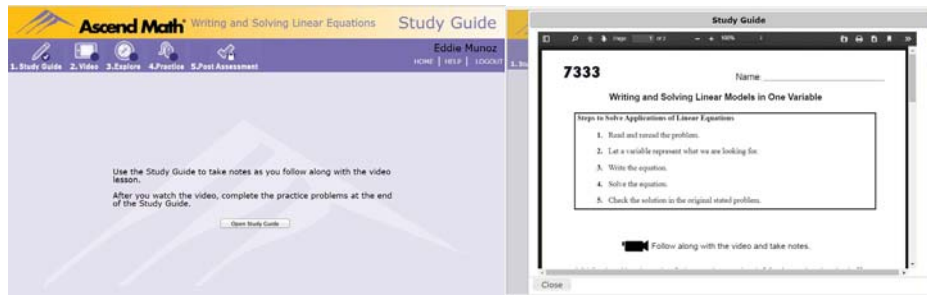 Ascend Math® Writing and Solving Linear Equations Study Guide
1. Study Guide 2. Video 3.Explore 4.Practice 5.Post Assessment
Eddie Munoz
HOME | HELP | LOGOUT
Use the Study Guide to take notes as you follow along with the video
lesson.
After you watch the video, complete the practice problems at the end
of the Study Guide.
Open Study Guide
Study Guide
Page: 1 of 3
100%
7333
Name
Writing and Solving Linear Models in One Variable
Steps to Solve Applications of Linear Equations
1. Read and reread the problem.
2. Let a variable represent what we are looking for.
3. Write the equation.
4. Solve the equation.
5. Check the solution in the original stated problem.
Follow along with the video and take notes.
Close